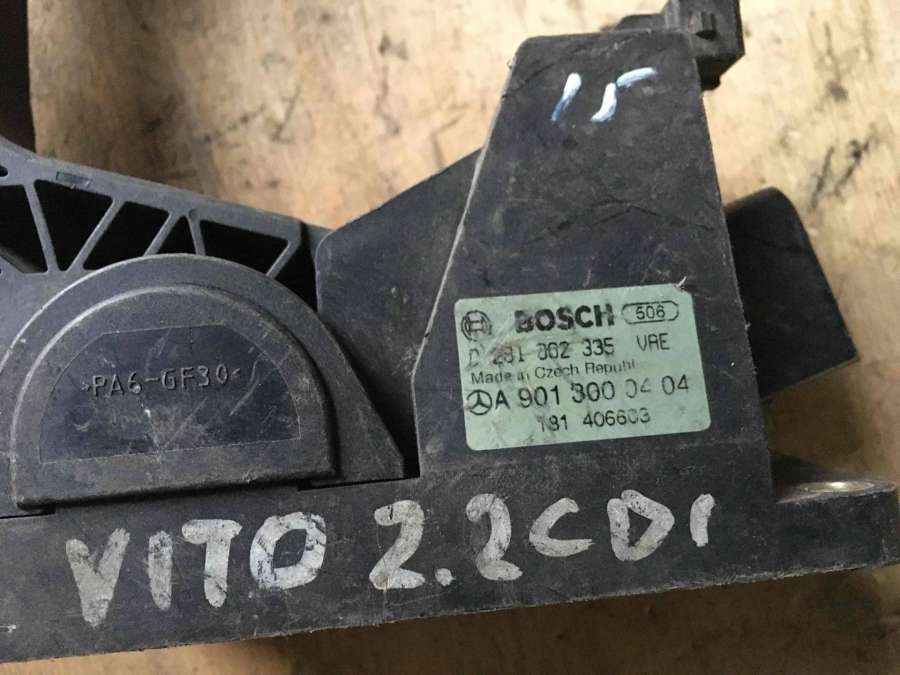 15
BOSCH 506
0 281 002 335 VAE
Made in Czech Republ
A 901 300 04 04
181 406603
>PA6-GF30<
VITO 2.2CDI